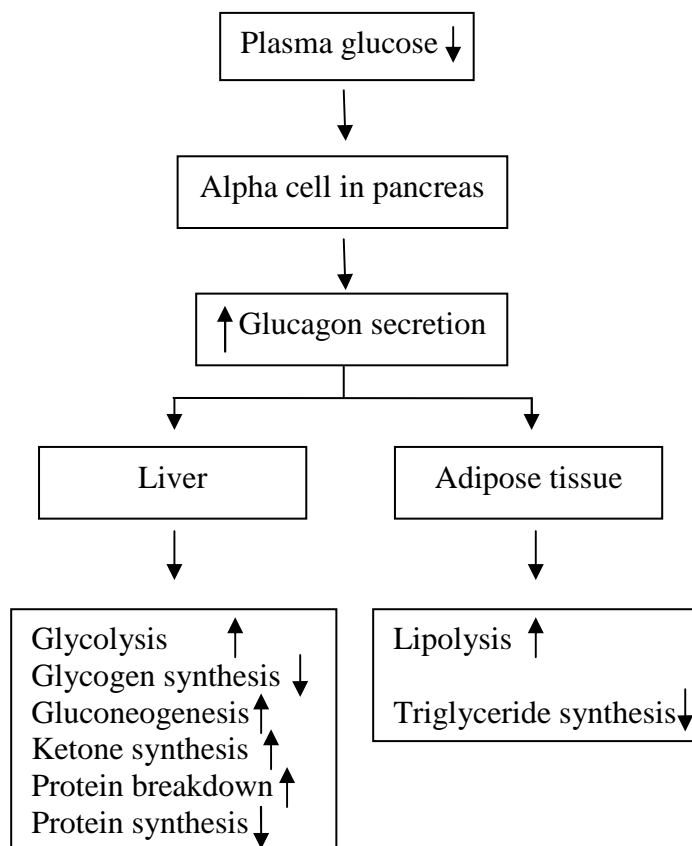 Plasma glucose ↓
Alpha cell in pancreas
↑ Glucagon secretion
Liver
Adipose tissue
Glycolysis ↑
Glycogen synthesis ↓
Gluconeogenesis ↑
Ketone synthesis ↑
Protein breakdown ↑
Protein synthesis ↓
Lipolysis ↑
Triglyceride synthesis ↓